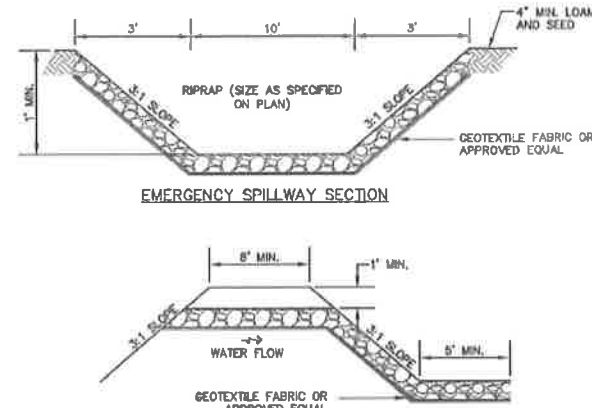 4" MIN. LOAM
AND SEED
3'
10'
3'
1' MIN.
3:1 SLOPE
RIPRAP (SIZE AS SPECIFIED
ON PLAN)
3:1 SLOPE
GEOTEXTILE FABRIC OR
APPROVED EQUAL
EMERGENCY SPILLWAY SECTION
8' MIN.
1' MIN.
3:1 SLOPE
WATER FLOW
3:1 SLOPE
5' MIN.
GEOTEXTILE FABRIC OR
APPROVED EQUAL